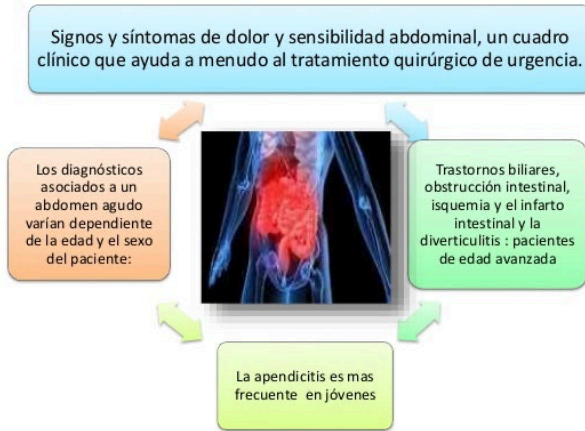 Signos y síntomas de dolor y sensibilidad abdominal, un cuadro
clínico que ayuda a menudo al tratamiento quirúrgico de urgencia.
Los diagnósticos
asociados a un
abdomen agudo
varían dependiente
de la edad y el sexo
del paciente:
Trastornos biliares,
obstrucción intestinal,
isquemia y el infarto
intestinal y la
diverticulitis : pacientes
de edad avanzada
La apendicitis es mas
frecuente en jóvenes